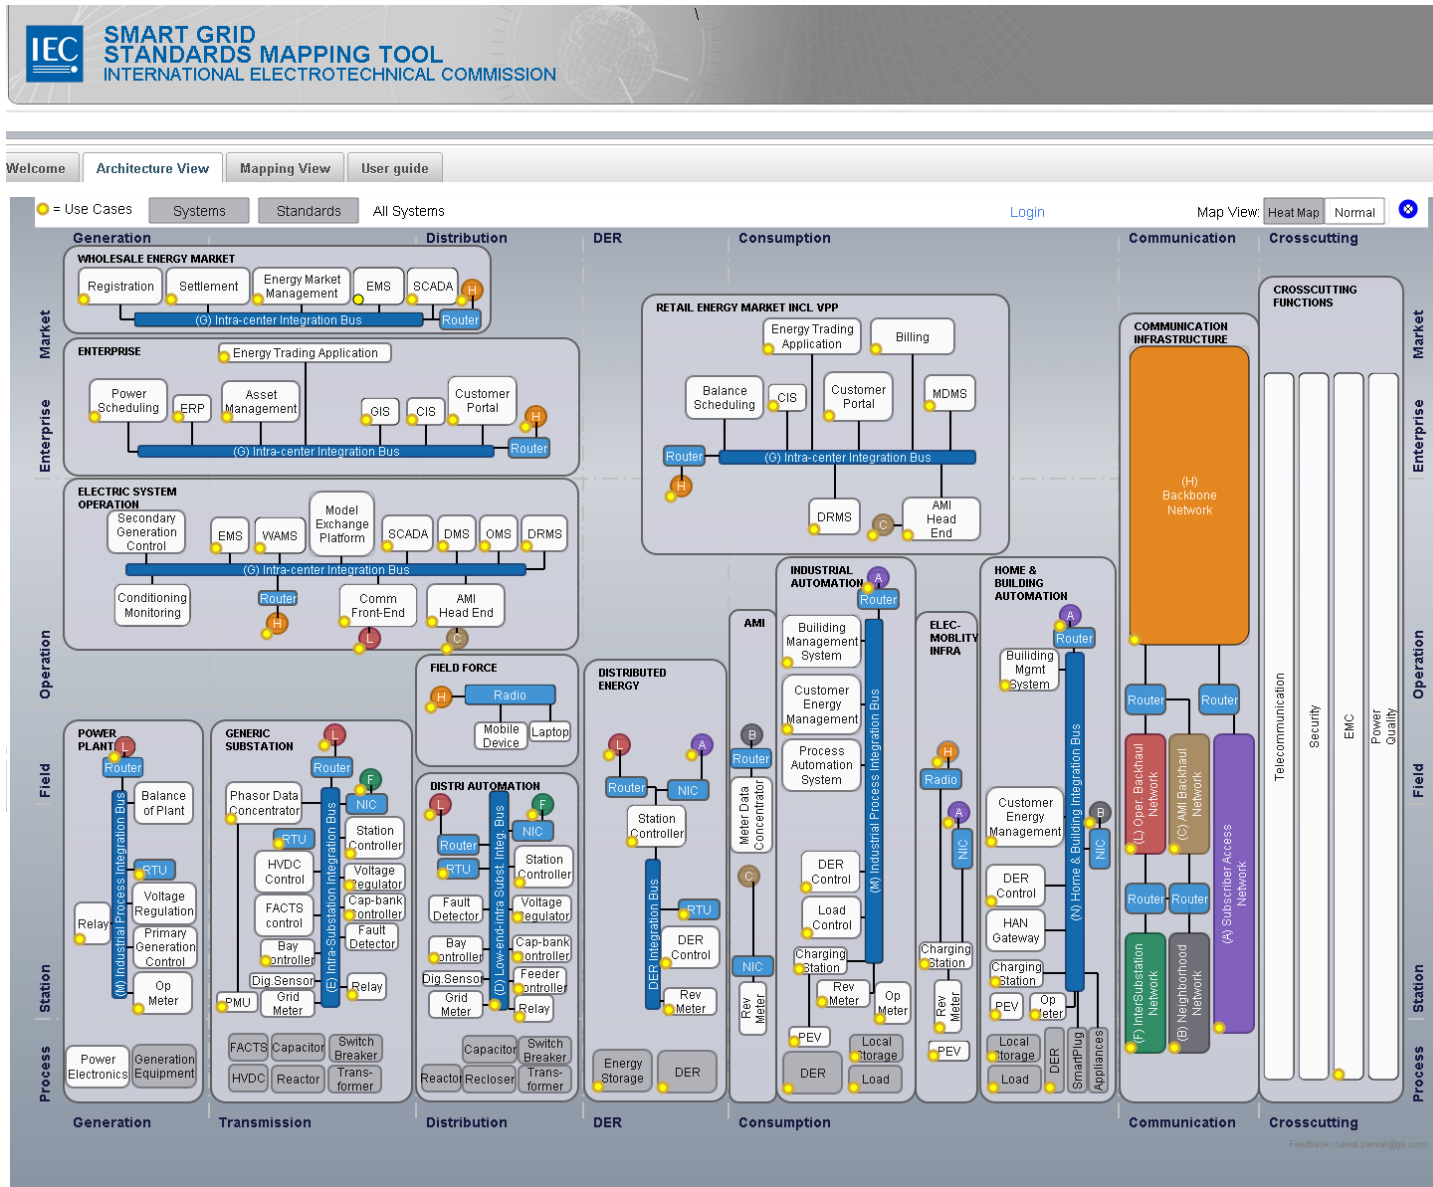 IEC
SMART GRID
STANDARDS MAPPING TOOL
INTERNATIONAL ELECTROTECHNICAL COMMISSION
Welcome
Architecture View
Mapping View
User guide
= Use Cases
Systems
Standards
All Systems
Login
Map View:
Heat Map
Normal
Generation
Distribution
DER
Consumption
Communication
Crosscutting
Market
Enterprise
Operation
Field
Station
Process
WHOLESALE ENERGY MARKET
Registration
Settlement
Energy Market
Management
EMS
SCADA
H
(G) Intra-center Integration Bus
Router
ENTERPRISE
Energy Trading Application
Power
Scheduling
ERP
Asset
Management
GIS
CIS
Customer
Portal
H
(G) Intra-center Integration Bus
Router
ELECTRIC SYSTEM
OPERATION
Secondary
Generation
Control
EMS
WAMS
Model
Exchange
Platform
SCADA
DMS
OMS
DRMS
(G) Intra-center Integration Bus
Conditioning
Monitoring
Router
H
Comm
Front-End
L
AMI
Head End
C
RETAIL ENERGY MARKET INCL VPP
Energy Trading
Application
Billing
Balance
Scheduling
CIS
Customer
Portal
MDMS
Router
(G) Intra-center Integration Bus
H
DRMS
C
AMI
Head
End
FIELD FORCE
H
Radio
Mobile
Device
Laptop
POWER
PLANT
L
Router
(M) Industrial Process Integration Bus
Balance
of Plant
RTU
Voltage
Regulation
Relay
Primary
Generation
Control
Op
Meter
Power
Electronics
Generation
Equipment
GENERIC
SUBSTATION
L
Router
F
NIC
Phasor Data
Concentrator
RTU
(E) Intra-Substation Integration Bus
Station
Controller
HVDC
Control
Voltage
Regulator
FACTS
control
Cap-bank
Controller
Fault
Detector
Bay
Controller
Dig.Sensor
PMU
Grid
Meter
Relay
FACTS
Capacitor
Switch
Breaker
HVDC
Reactor
Trans-
former
DISTRI AUTOMATION
L
F
Router
NIC
RTU
(D) Low-end-Intra Subst. Integ. Bus
Station
Controller
Fault
Detector
Voltage
Regulator
Bay
Controller
Cap-bank
Controller
Dig.Sensor
Feeder
Controller
Grid
Meter
Relay
Capacitor
Switch
Breaker
Reactor
Recloser
Trans-
former
DISTRIBUTED
ENERGY
L
A
Router
NIC
Station
Controller
DER Integration Bus
RTU
DER
Control
Rev
Meter
Energy
Storage
DER
AMI
B
Router
Meter Data
Concentrator
C
NIC
Rev
Meter
INDUSTRIAL
AUTOMATION
A
Router
Building
Management
System
Customer
Energy
Management
Process
Automation
System
(M) Industrial Process Integration Bus
DER
Control
Load
Control
Charging
Station
Rev
Meter
Op
Meter
PEV
Local
Storage
DER
Load
ELEC-
MOBLITY
INFRA
H
Radio
A
NIC
Charging
Station
Rev
Meter
PEV
HOME &
BUILDING
AUTOMATION
A
Router
Buiilding
Mgmt
System
(N) Home & Building Integration Bus
Customer
Energy
Management
B
NIC
DER
Control
HAN
Gateway
Charging
Station
PEV
Op
Meter
Local
Storage
Load
DER
SmartPlug
Appliances
COMMUNICATION
INFRASTRUCTURE
(H)
Backbone
Network
Router
Router
(L) Oper. Backhaul
Network
(C) AMI Backhaul
Network
(A) Subscriber Access
Network
Router
Router
(F) InterSubstation
Network
(B) Neighborhood
Network
CROSSCUTTING
FUNCTIONS
Telecommunication
Security
EMC
Power
Quality
Market
Enterprise
Operation
Field
Station
Process
Generation
Transmission
Distribution
DER
Consumption
Communication
Crosscutting